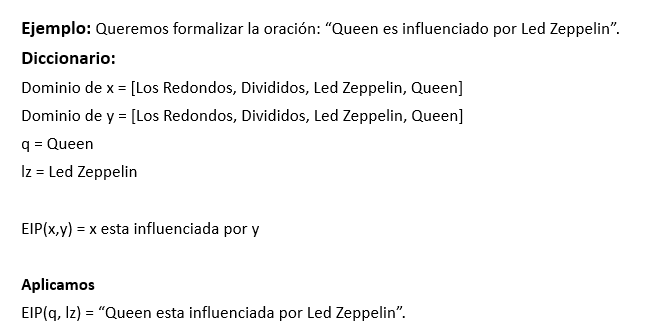 Ejemplo: Queremos formalizar la oración: “Queen es influenciado por Led Zeppelin”.
Diccionario:
Dominio de x = [Los Redondos, Divididos, Led Zeppelin, Queen]
Dominio de y = [Los Redondos, Divididos, Led Zeppelin, Queen]
q = Queen
lz = Led Zeppelin
EIP(x,y) = x esta influenciada por y
Aplicamos
EIP(q, lz) = “Queen esta influenciada por Led Zeppelin”.